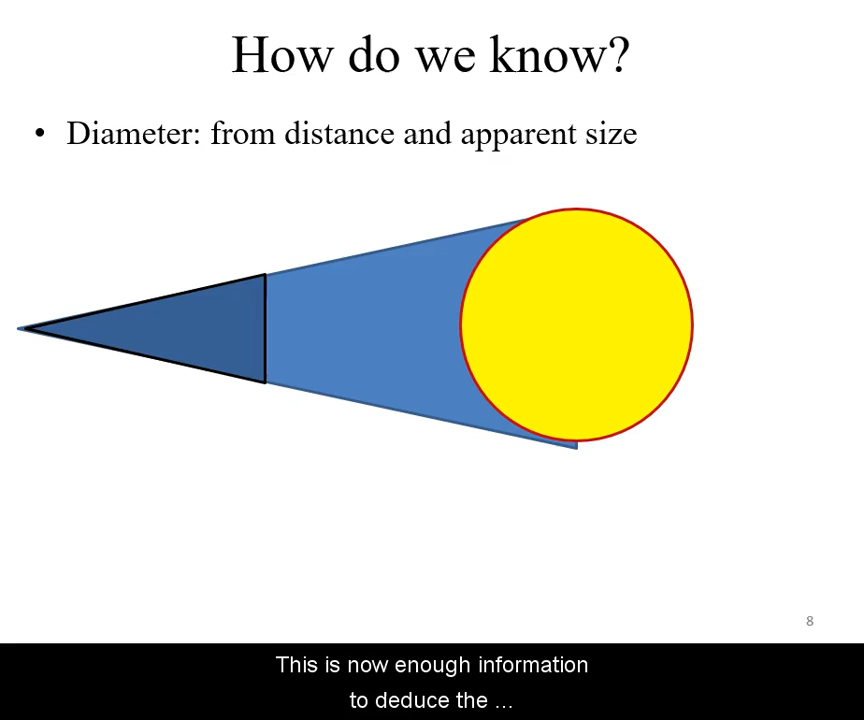 How do we know?
• Diameter: from distance and apparent size
8
This is now enough information
to deduce the ...